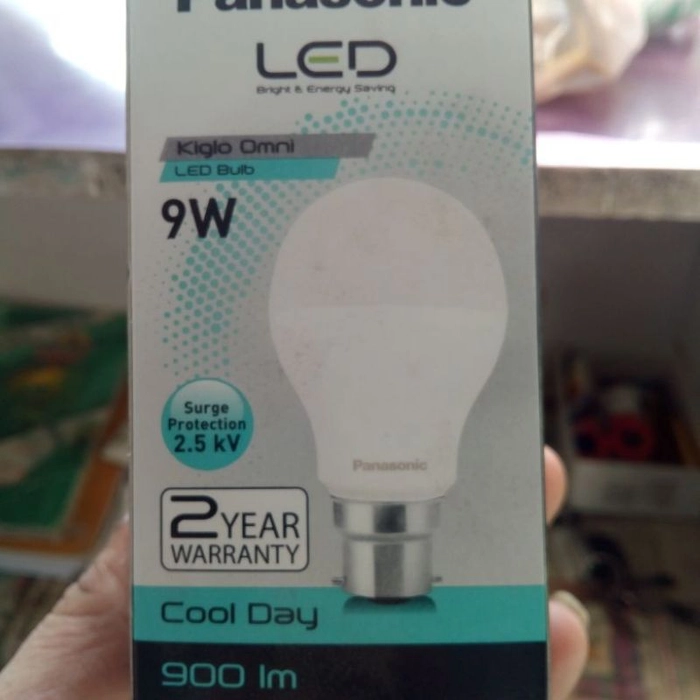 Panasonic
LED
Bright & Energy Saving
Kiglo Omni
LED Bulb
9W
Surge
Protection
2.5 kV
Panasonic
2 YEAR
WARRANTY
Cool Day
900 lm